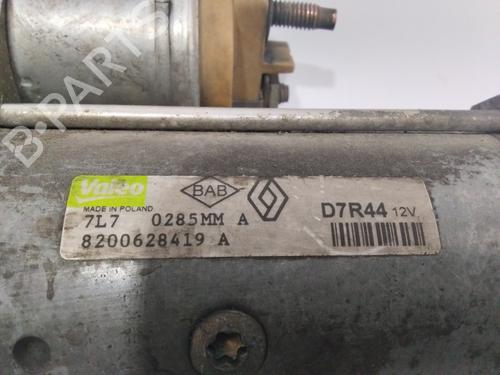 B-PARTS
Valeo
BAB
MADE IN POLAND
7L7 0285MM A
D7R44 12V
8200628419 A